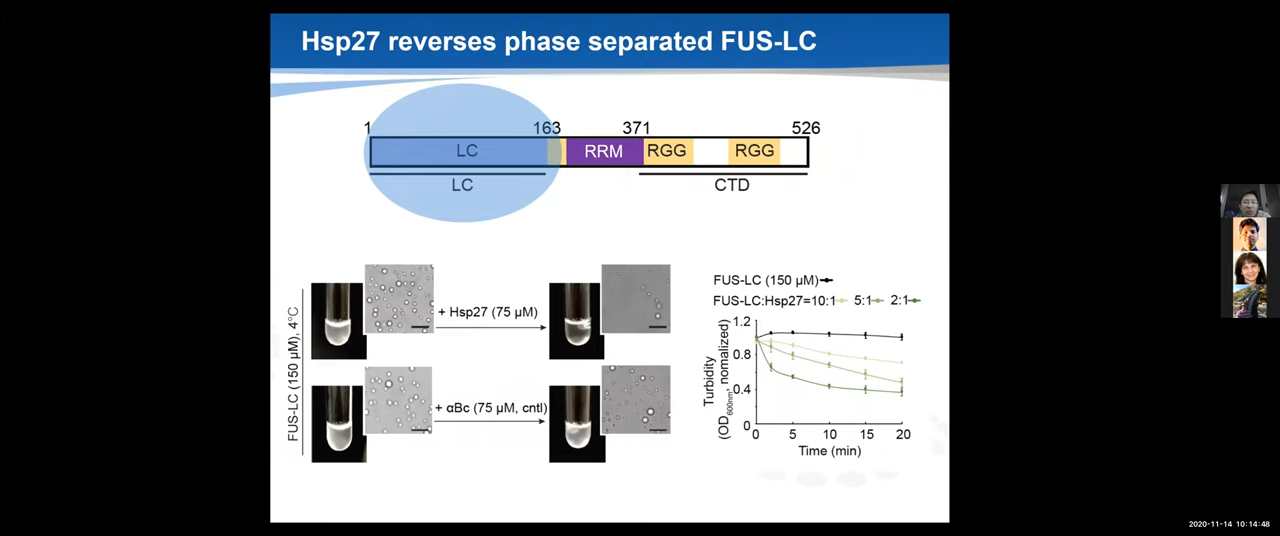 Hsp27 reverses phase separated FUS-LC
1 163 371 526
LC RRM RGG RGG
LC CTD
FUS-LC (150 µM), 4°C
+ Hsp27 (75 µM)
+ αBc (75 µM, cntl)
FUS-LC (150 µM)
FUS-LC:Hsp27=10:1 5:1 2:1
Turbidity
(OD600nm, nomalized)
1.2
0.8
0.4
0
0 5 10 15 20
Time (min)
2020-11-14 10:14:48